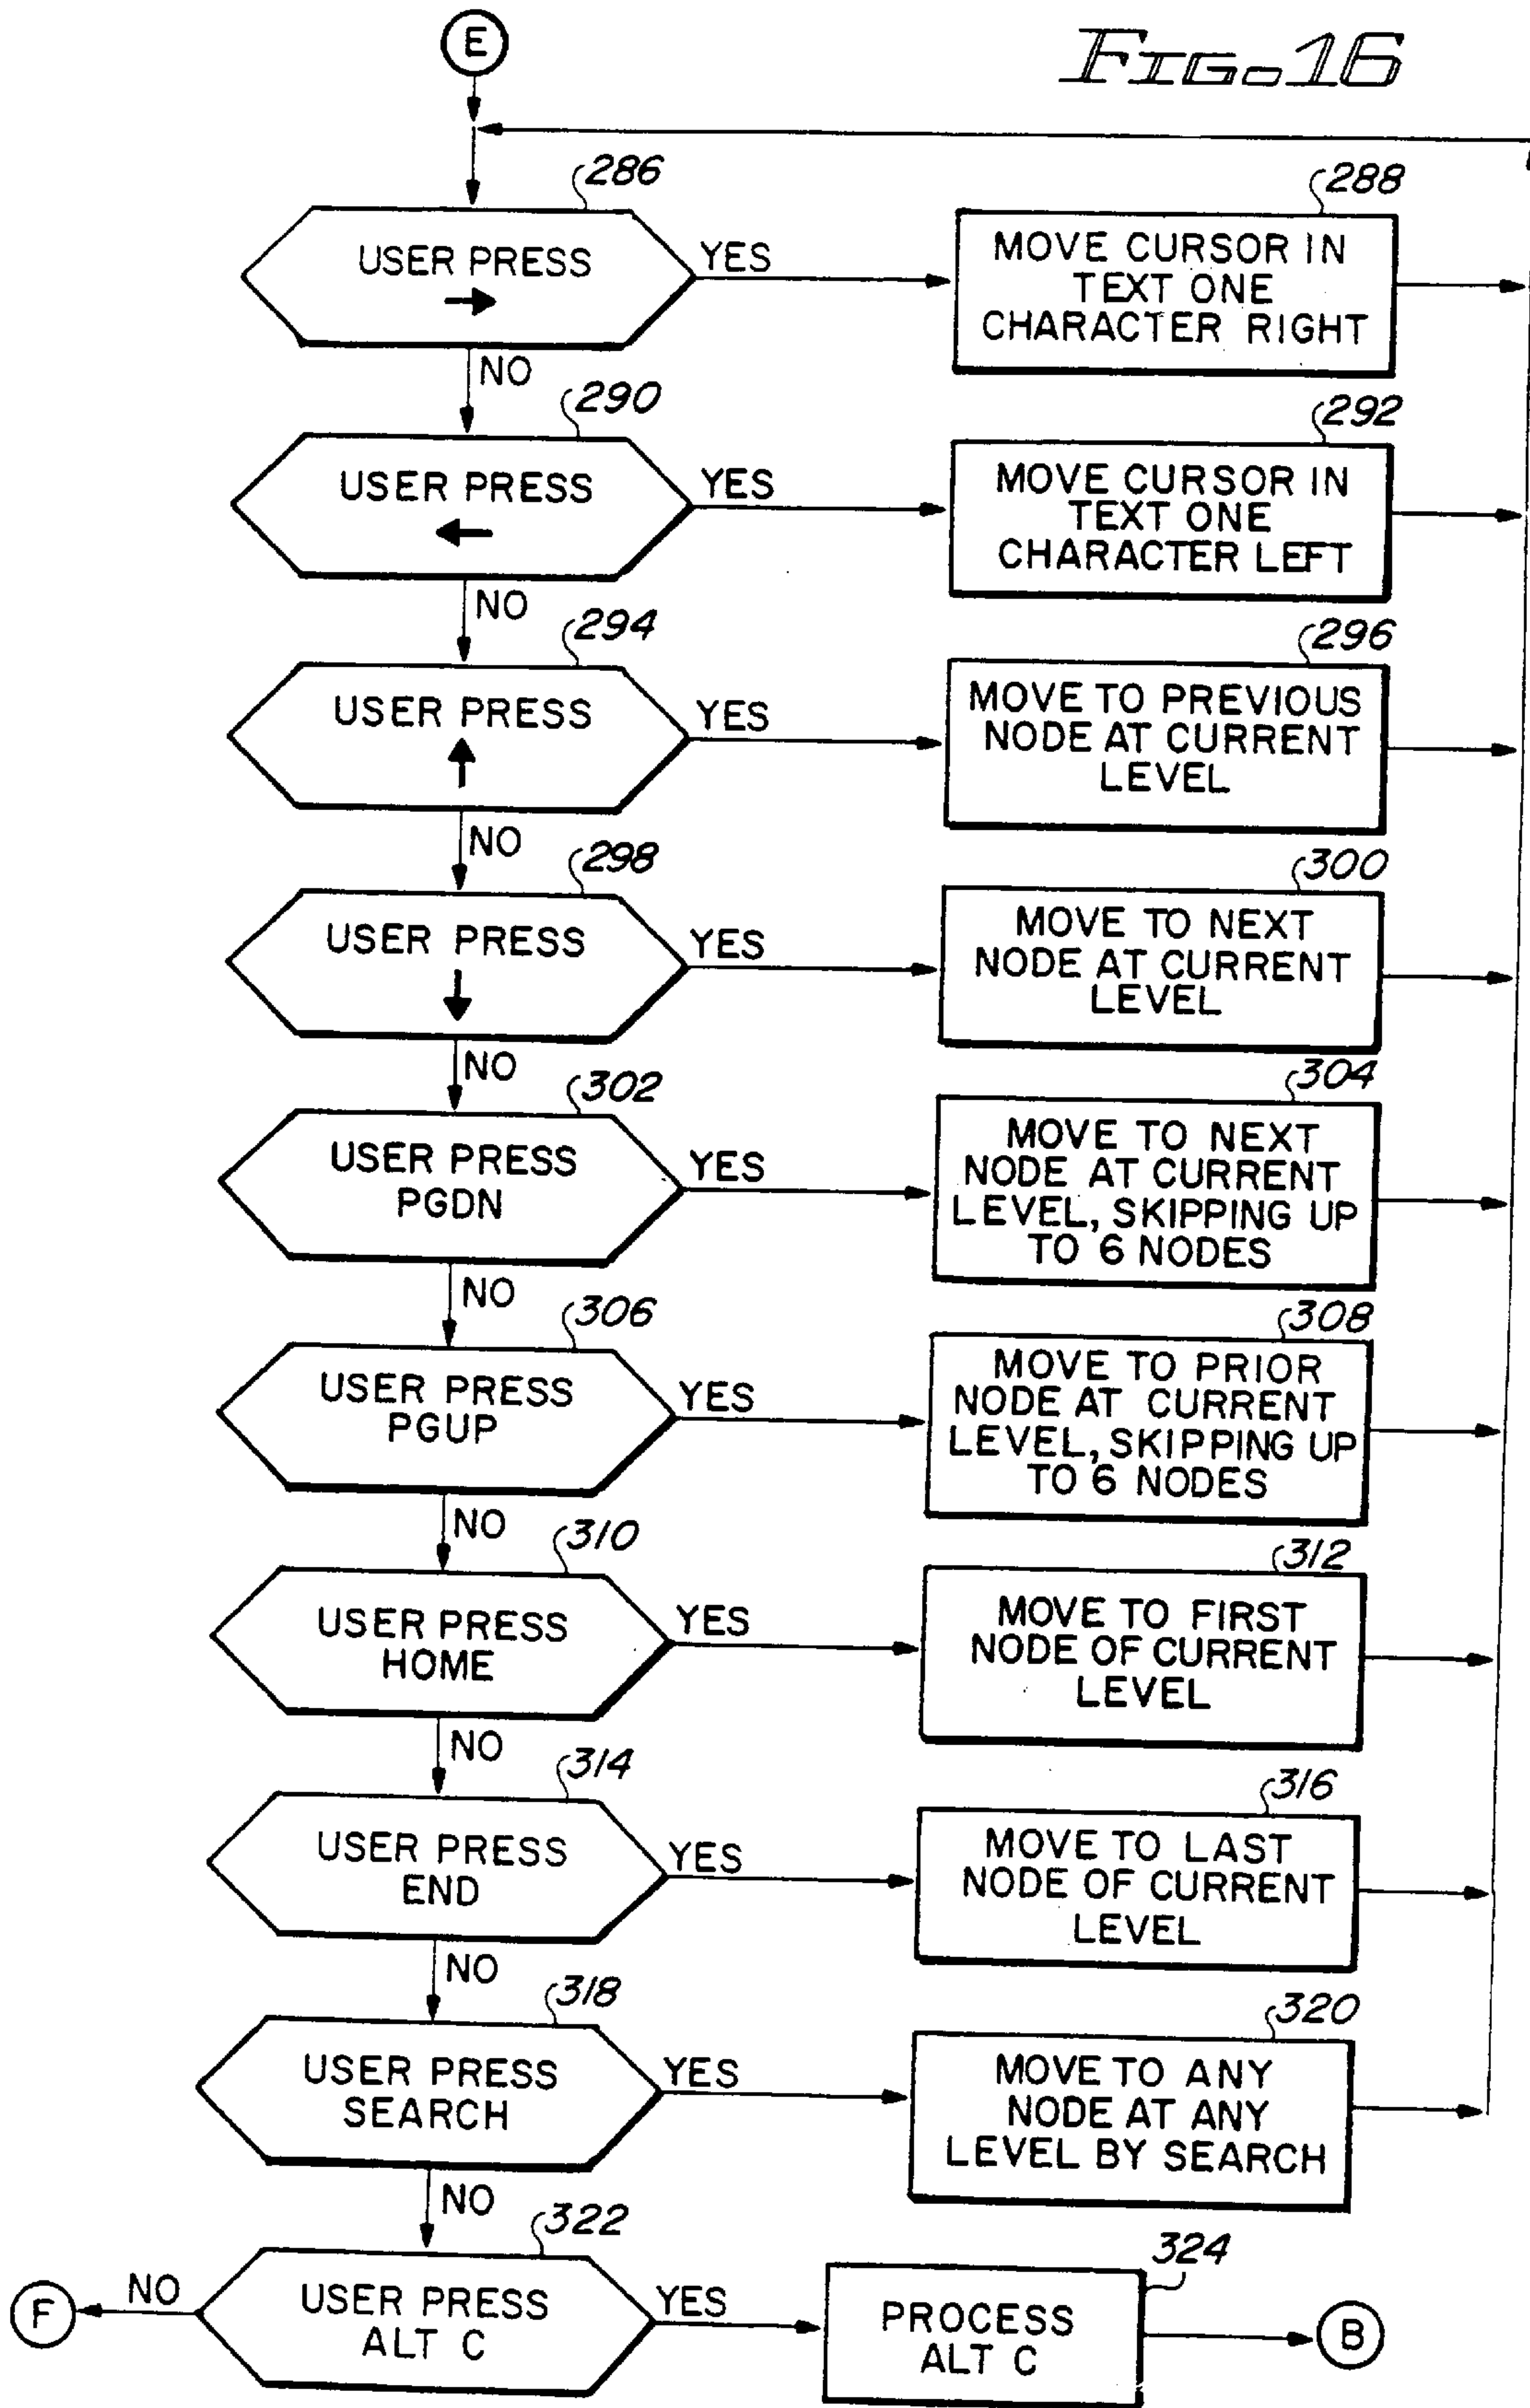 E
FIG. 16
286
288
USER PRESS
YES
MOVE CURSOR IN
TEXT ONE
CHARACTER RIGHT
NO
290
292
USER PRESS
YES
MOVE CURSOR IN
TEXT ONE
CHARACTER LEFT
NO
294
296
USER PRESS
YES
MOVE TO PREVIOUS
NODE AT CURRENT
LEVEL
NO
298
300
USER PRESS
YES
MOVE TO NEXT
NODE AT CURRENT
LEVEL
NO
302
304
USER PRESS
PGDN
YES
MOVE TO NEXT
NODE AT CURRENT
LEVEL, SKIPPING UP
TO 6 NODES
NO
306
308
USER PRESS
PGUP
YES
MOVE TO PRIOR
NODE AT CURRENT
LEVEL, SKIPPING UP
TO 6 NODES
NO
310
312
USER PRESS
HOME
YES
MOVE TO FIRST
NODE OF CURRENT
LEVEL
NO
314
316
USER PRESS
END
YES
MOVE TO LAST
NODE OF CURRENT
LEVEL
NO
318
320
USER PRESS
SEARCH
YES
MOVE TO ANY
NODE AT ANY
LEVEL BY SEARCH
NO
322
324
F
NO
USER PRESS
ALT C
YES
PROCESS
ALT C
B